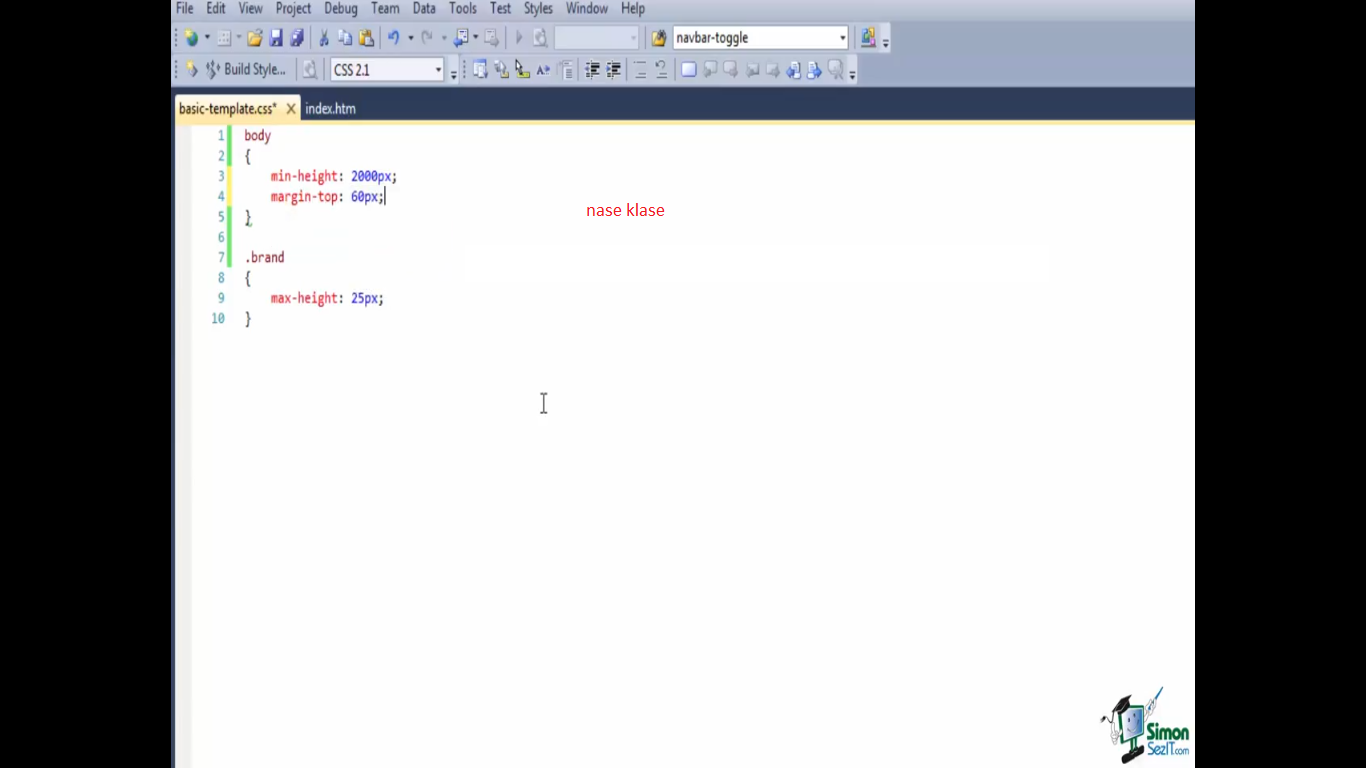 File Edit View Project Debug Team Data Tools Test Styles Window Help
navbar-toggle
Build Style... CSS 2.1
basic-template.css* X index.htm
1 body
2 {
3 min-height: 2000px;
4 margin-top: 60px;
nase klase
5 }
6
7 .brand
8 {
9 max-height: 25px;
10 }
Simon
SezIT.com